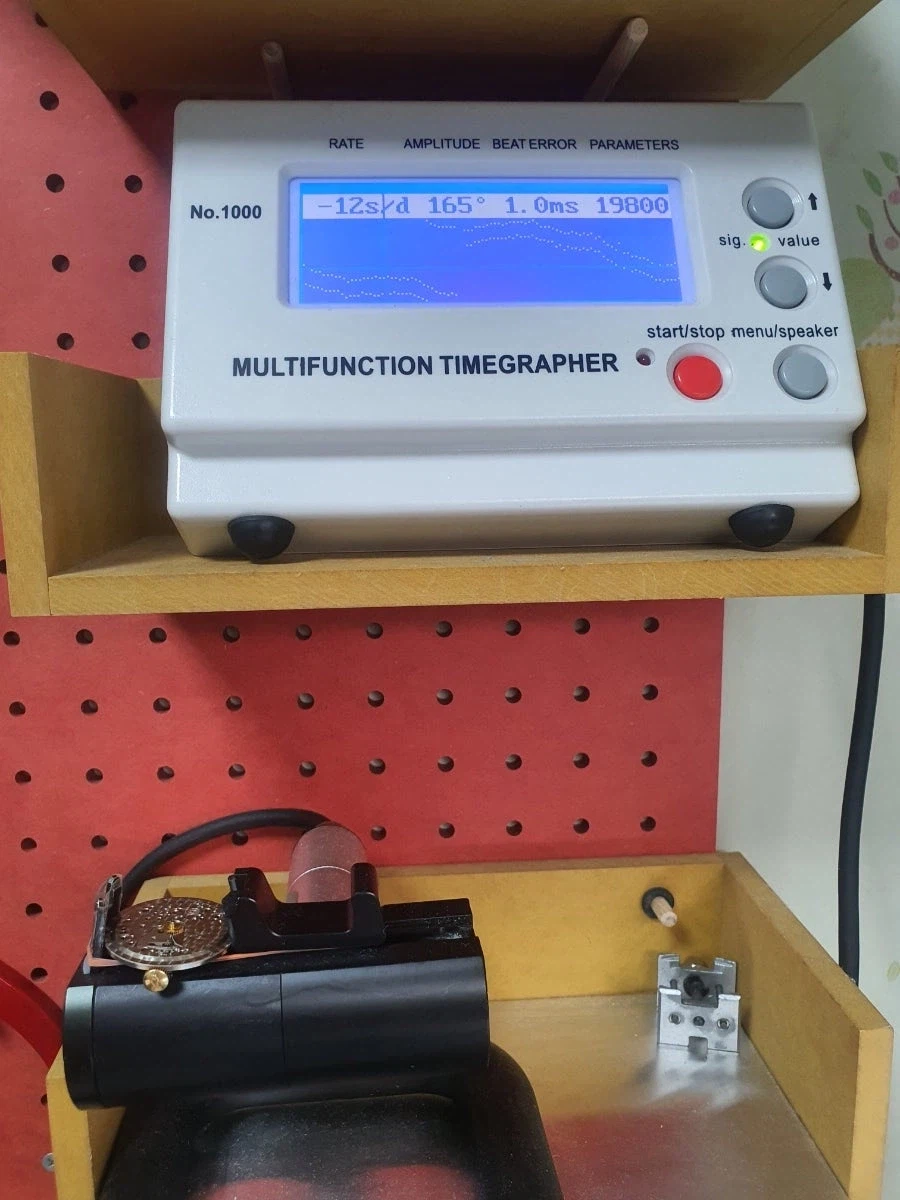 RATE AMPLITUDE BEAT ERROR PARAMETERS
No.1000
-12s/d 165° 1.0ms 19800
sig. value
start/stop menu/speaker
MULTIFUNCTION TIMEGRAPHER